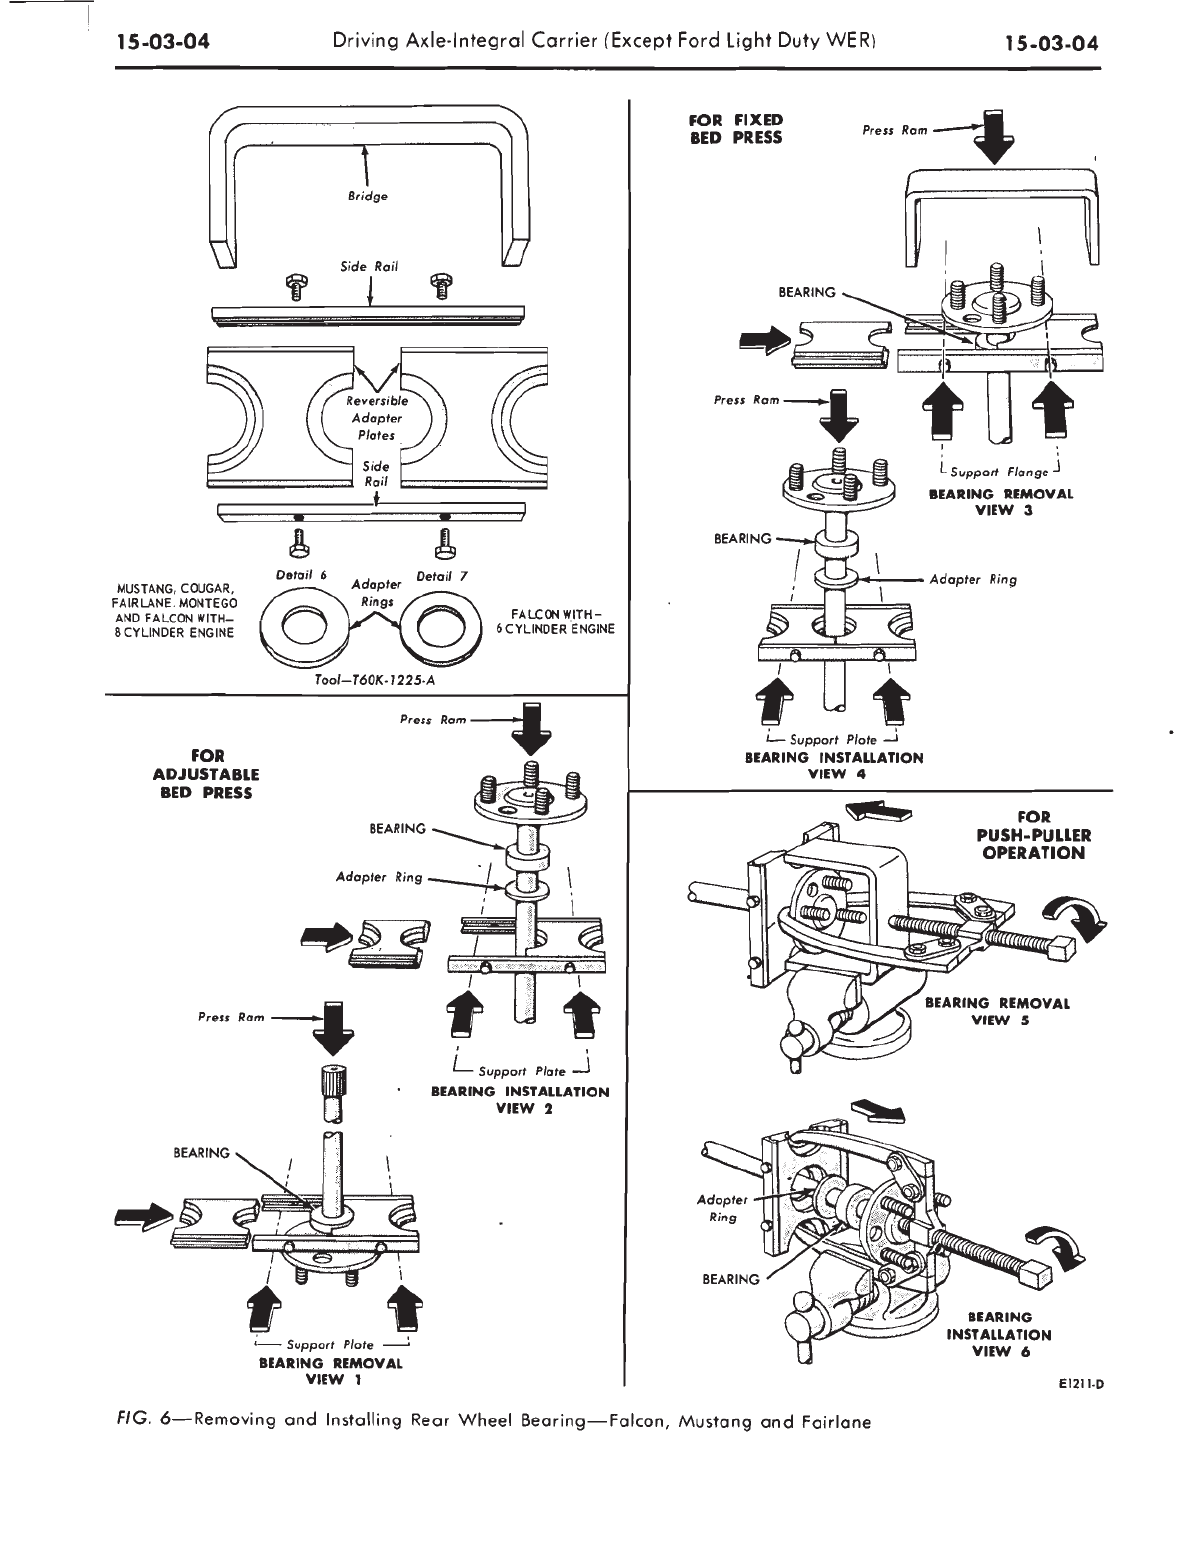 15-03-04
Driving Axle-Integral Carrier (Except Ford Light Duty WER)
15-03-04
Bridge
Side Rail
Reversible
Adapter
Plates
Side
Rail
Detail 6
Adapter
Rings
Detail 7
MUSTANG, COUGAR,
FAIRLANE. MONTEGO
AND FALCON WITH-
8 CYLINDER ENGINE
FALCON WITH-
6 CYLINDER ENGINE
Tool-T60K-1225-A
FOR FIXED
BED PRESS
Press Ram
BEARING
Support Flange
BEARING REMOVAL
VIEW 3
Press Ram
BEARING
Adapter Ring
Support Plate
BEARING INSTALLATION
VIEW 4
FOR
ADJUSTABLE
BED PRESS
Press Ram
BEARING
Adapter Ring
Support Plate
BEARING INSTALLATION
VIEW 2
Press Ram
BEARING
Support Plate
BEARING REMOVAL
VIEW 1
FOR
PUSH-PULLER
OPERATION
BEARING REMOVAL
VIEW 5
Adapter
Ring
BEARING
BEARING
INSTALLATION
VIEW 6
E1211-D
FIG. 6—Removing and Installing Rear Wheel Bearing—Falcon, Mustang and Fairlane